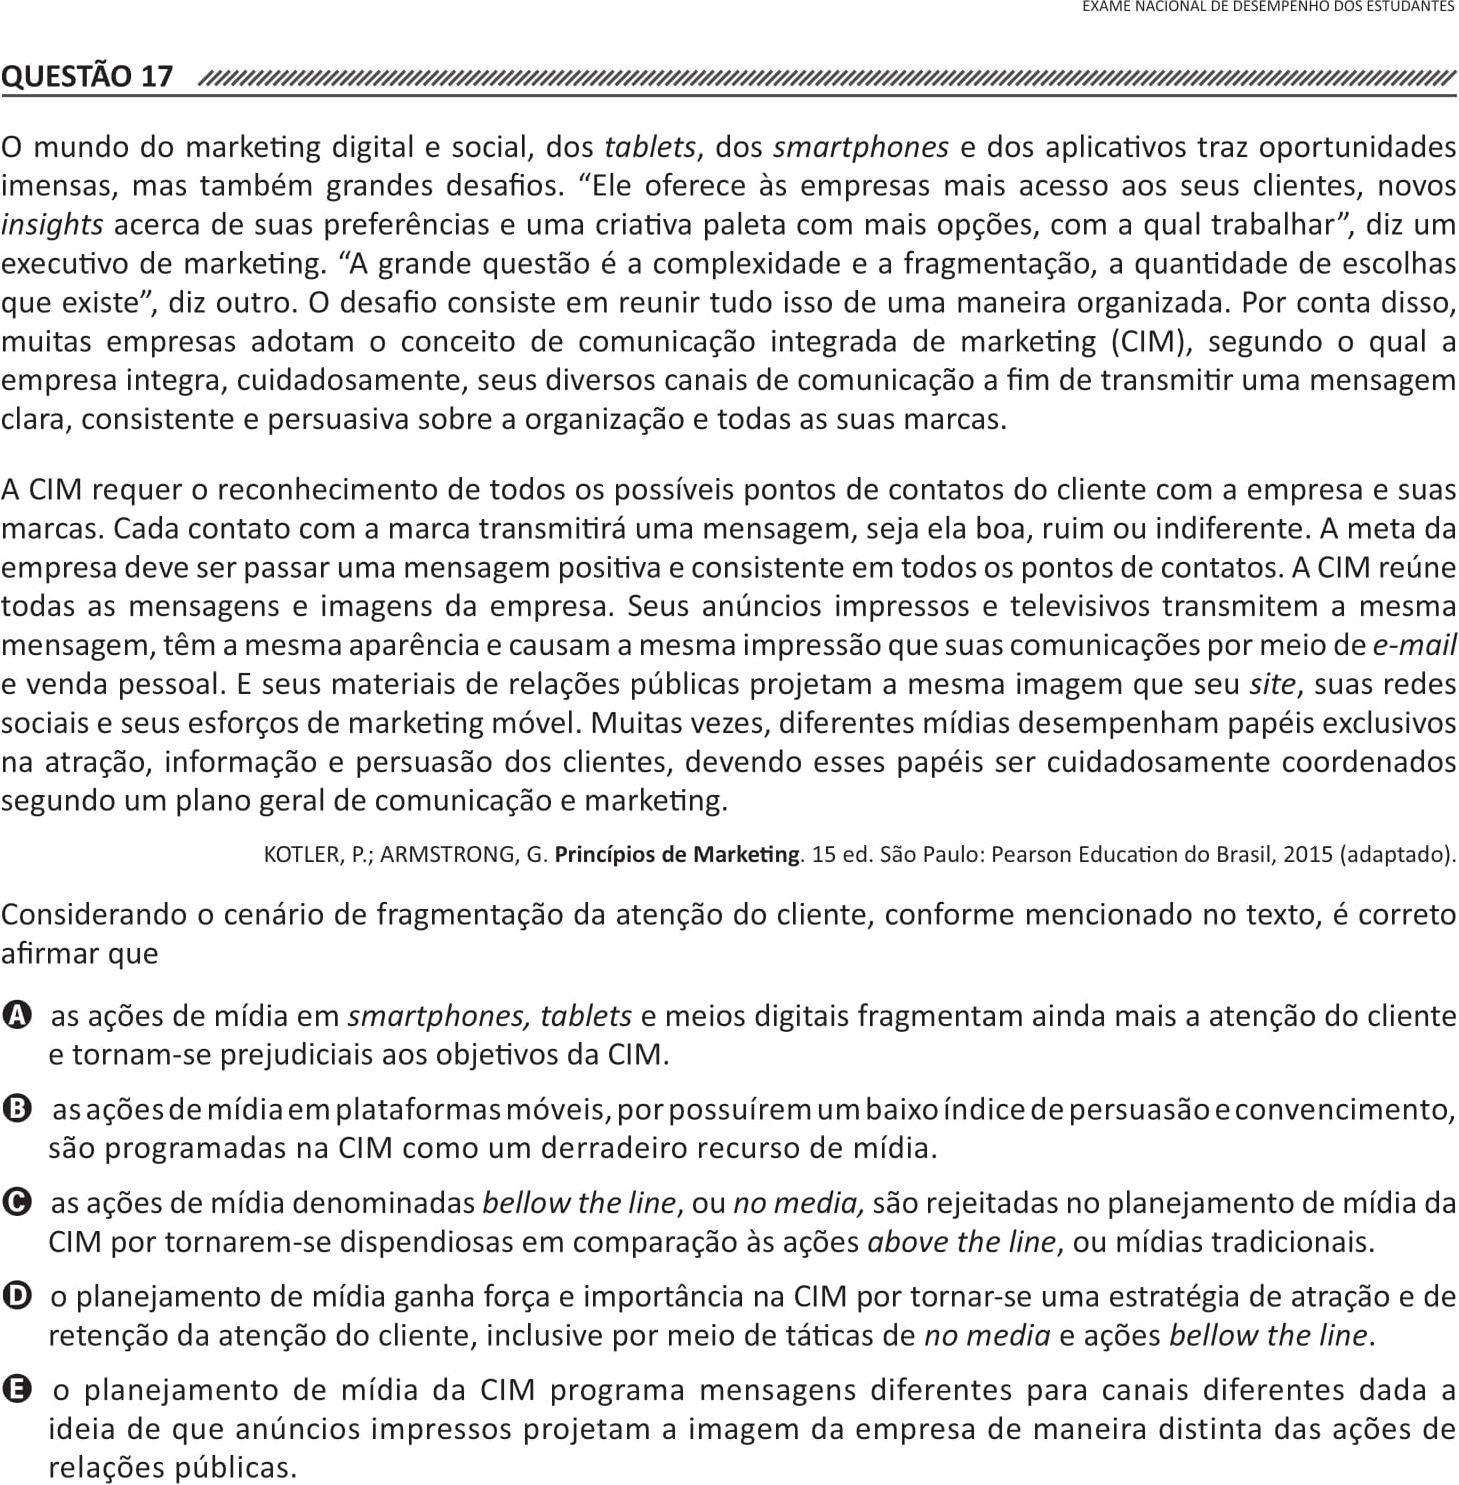 EXAME NACIONAL DE DESEMPENHO DOS ESTUDANTES
QUESTÃO 17
O mundo do marketing digital e social, dos tablets, dos smartphones e dos aplicativos traz oportunidades
imensas, mas também grandes desafios. “Ele oferece às empresas mais acesso aos seus clientes, novos
insights acerca de suas preferências e uma criativa paleta com mais opções, com a qual trabalhar”, diz um
executivo de marketing. “A grande questão é a complexidade e a fragmentação, a quantidade de escolhas
que existe”, diz outro. O desafio consiste em reunir tudo isso de uma maneira organizada. Por conta disso,
muitas empresas adotam o conceito de comunicação integrada de marketing (CIM), segundo o qual a
empresa integra, cuidadosamente, seus diversos canais de comunicação a fim de transmitir uma mensagem
clara, consistente e persuasiva sobre a organização e todas as suas marcas.
A CIM requer o reconhecimento de todos os possíveis pontos de contatos do cliente com a empresa e suas
marcas. Cada contato com a marca transmitirá uma mensagem, seja ela boa, ruim ou indiferente. A meta da
empresa deve ser passar uma mensagem positiva e consistente em todos os pontos de contatos. A CIM reúne
todas as mensagens e imagens da empresa. Seus anúncios impressos e televisivos transmitem a mesma
mensagem, têm a mesma aparência e causam a mesma impressão que suas comunicações por meio de e-mail
e venda pessoal. E seus materiais de relações públicas projetam a mesma imagem que seu site, suas redes
sociais e seus esforços de marketing móvel. Muitas vezes, diferentes mídias desempenham papéis exclusivos
na atração, informação e persuasão dos clientes, devendo esses papéis ser cuidadosamente coordenados
segundo um plano geral de comunicação e marketing.
KOTLER, P.; ARMSTRONG, G. Princípios de Marketing. 15 ed. São Paulo: Pearson Education do Brasil, 2015 (adaptado).
Considerando o cenário de fragmentação da atenção do cliente, conforme mencionado no texto, é correto
afirmar que
A as ações de mídia em smartphones, tablets e meios digitais fragmentam ainda mais a atenção do cliente
e tornam-se prejudiciais aos objetivos da CIM.
B as ações de mídia em plataformas móveis, por possuírem um baixo índice de persuasão e convencimento,
são programadas na CIM como um derradeiro recurso de mídia.
C as ações de mídia denominadas bellow the line, ou no media, são rejeitadas no planejamento de mídia da
CIM por tornarem-se dispendiosas em comparação às ações above the line, ou mídias tradicionais.
D o planejamento de mídia ganha força e importância na CIM por tornar-se uma estratégia de atração e de
retenção da atenção do cliente, inclusive por meio de táticas de no media e ações bellow the line.
E o planejamento de mídia da CIM programa mensagens diferentes para canais diferentes dada a
ideia de que anúncios impressos projetam a imagem da empresa de maneira distinta das ações de
relações públicas.